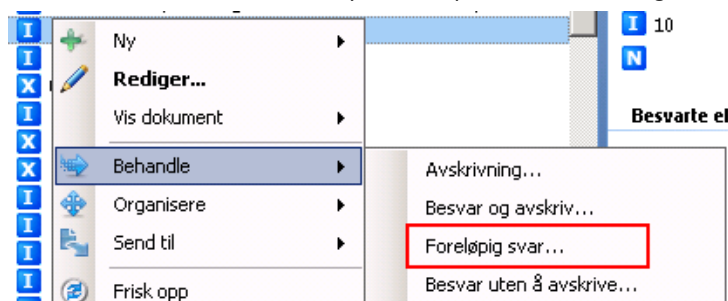 I
I
X
I
X
X
I
I
I
I
Ny
Rediger...
Vis dokument
Behandle
Organisere
Send til
Frisk opp
Avskrivning...
Besvar og avskriv...
Foreløpig svar...
Besvar uten å avskrive...
I 10
N
Besvarte el